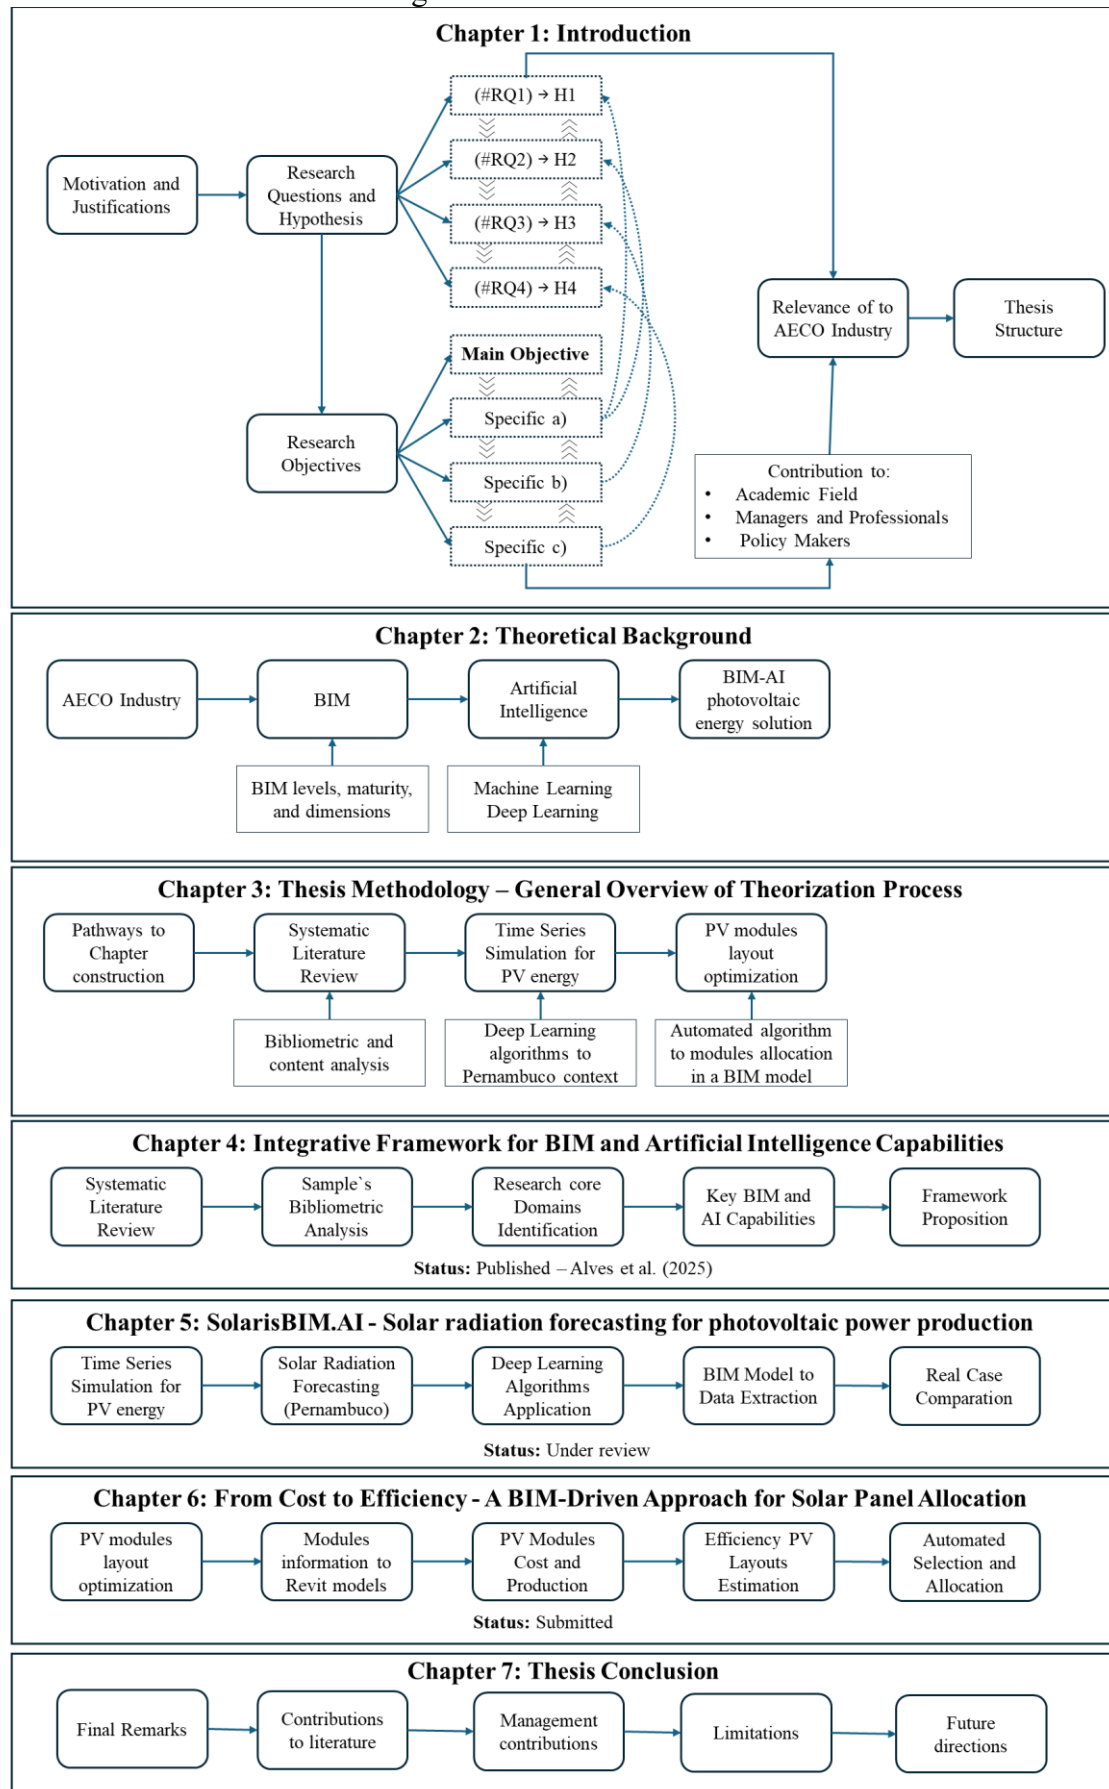 Chapter 1: Introduction
(#RQ1) → H1
(#RQ2) → H2
(#RQ3) → H3
(#RQ4) → H4
Motivation and
Justifications
Research
Questions and
Hypothesis
Relevance of to
AECO Industry
Thesis
Structure
Main Objective
Specific a)
Specific b)
Specific c)
Research
Objectives
Contribution to:
• Academic Field
• Managers and Professionals
• Policy Makers
Chapter 2: Theoretical Background
AECO Industry
BIM
Artificial
Intelligence
BIM-AI
photovoltaic
energy solution
BIM levels, maturity,
and dimensions
Machine Learning
Deep Learning
Chapter 3: Thesis Methodology – General Overview of Theorization Process
Pathways to
Chapter
construction
Systematic
Literature
Review
Time Series
Simulation for
PV energy
PV modules
layout
optimization
Bibliometric and
content analysis
Deep Learning
algorithms to
Pernambuco context
Automated algorithm
to modules allocation
in a BIM model
Chapter 4: Integrative Framework for BIM and Artificial Intelligence Capabilities
Systematic
Literature
Review
Sample`s
Bibliometric
Analysis
Research core
Domains
Identification
Key BIM and
AI Capabilities
Framework
Proposition
Status: Published – Alves et al. (2025)
Chapter 5: SolarisBIM.AI - Solar radiation forecasting for photovoltaic power production
Time Series
Simulation for
PV energy
Solar Radiation
Forecasting
(Pernambuco)
Deep Learning
Algorithms
Application
BIM Model to
Data Extraction
Real Case
Comparation
Status: Under review
Chapter 6: From Cost to Efficiency - A BIM-Driven Approach for Solar Panel Allocation
PV modules
layout
optimization
Modules
information to
Revit models
PV Modules
Cost and
Production
Efficiency PV
Layouts
Estimation
Automated
Selection and
Allocation
Status: Submitted
Chapter 7: Thesis Conclusion
Final Remarks
Contributions
to literature
Management
contributions
Limitations
Future
directions